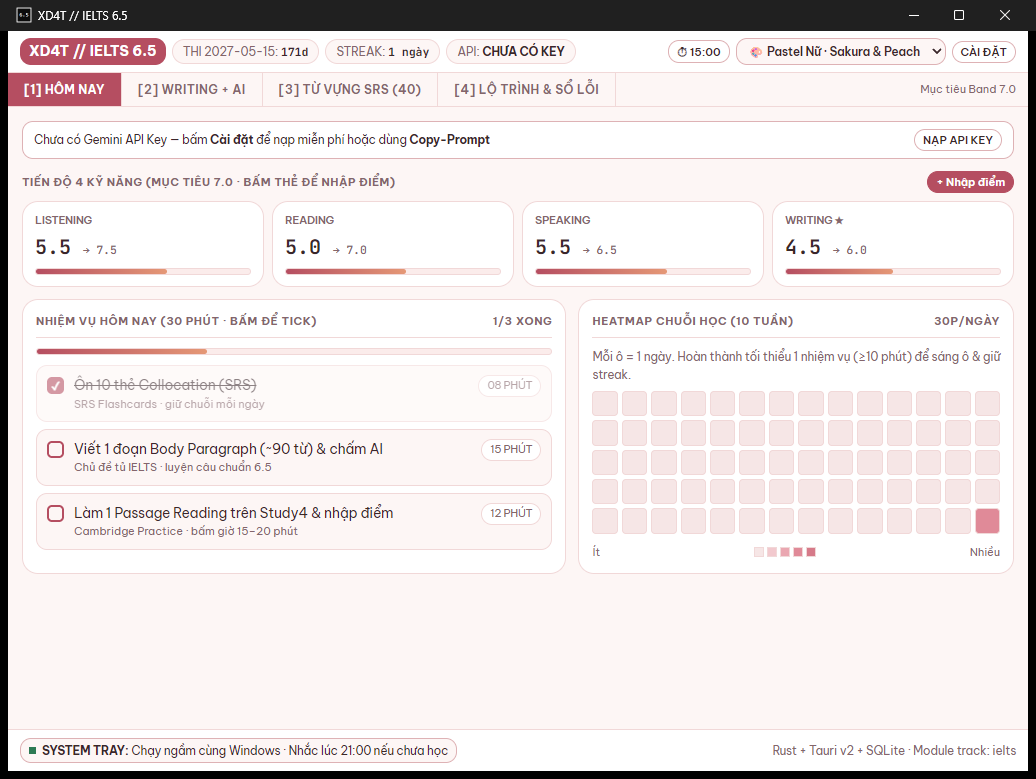 XD4T // IELTS 6.5
XD4T // IELTS 6.5
THI 2027-05-15: 171d
STREAK: 1 ngày
API: CHƯA CÓ KEY
15:00
Pastel Nữ · Sakura & Peach
CÀI ĐẶT
[1] HÔM NAY
[2] WRITING + AI
[3] TỪ VỰNG SRS (40)
[4] LỘ TRÌNH & SỔ LỖI
Mục tiêu Band 7.0
Chưa có Gemini API Key — bấm Cài đặt để nạp miễn phí hoặc dùng Copy-Prompt
NẠP API KEY
TIẾN ĐỘ 4 KỸ NĂNG (MỤC TIÊU 7.0 · BẤM THẺ ĐỂ NHẬP ĐIỂM)
+ Nhập điểm
LISTENING
5.5 → 7.5
READING
5.0 → 7.0
SPEAKING
5.5 → 6.5
WRITING ★
4.5 → 6.0
NHIỆM VỤ HÔM NAY (30 PHÚT · BẤM ĐỂ TICK)
1/3 XONG
Ôn 10 thẻ Collocation (SRS)
SRS Flashcards · giữ chuỗi mỗi ngày
08 PHÚT
Viết 1 đoạn Body Paragraph (~90 từ) & chấm AI
Chủ đề tủ IELTS · luyện câu chuẩn 6.5
15 PHÚT
Làm 1 Passage Reading trên Study4 & nhập điểm
Cambridge Practice · bấm giờ 15–20 phút
12 PHÚT
HEATMAP CHUỖI HỌC (10 TUẦN)
30P/NGÀY
Mỗi ô = 1 ngày. Hoàn thành tối thiểu 1 nhiệm vụ (≥10 phút) để sáng ô & giữ
streak.
Ít
Nhiều
SYSTEM TRAY: Chạy ngầm cùng Windows · Nhắc lúc 21:00 nếu chưa học
Rust + Tauri v2 + SQLite · Module track: ielts